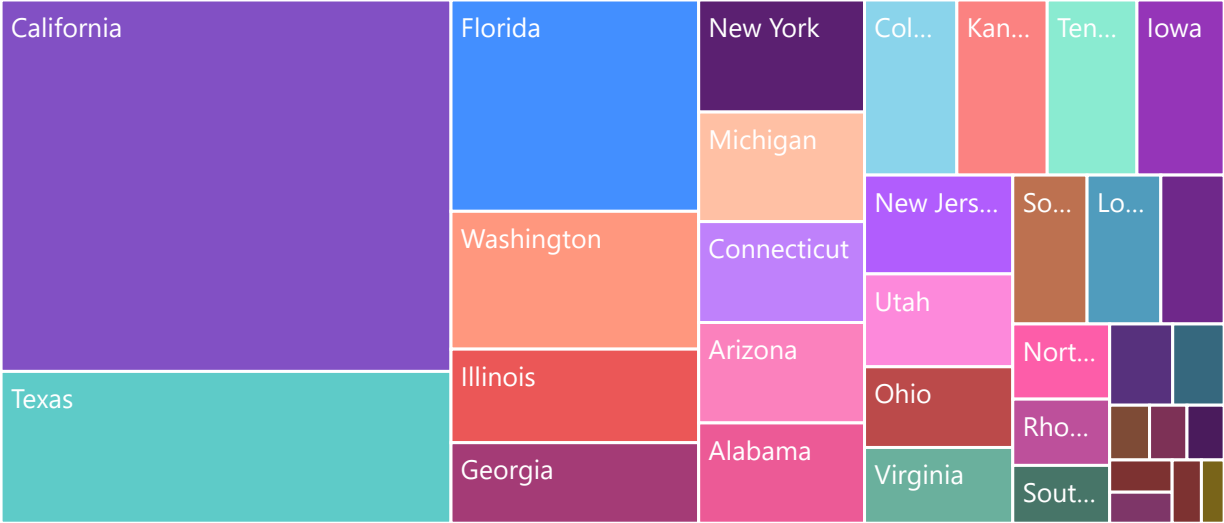 California
Texas
Florida
Washington
Illinois
Georgia
New York
Michigan
Connecticut
Arizona
Alabama
Col...
Kan...
Ten...
Iowa
New Jers...
Utah
Ohio
Virginia
So...
Lo...
Nort...
Rho...
Sout...